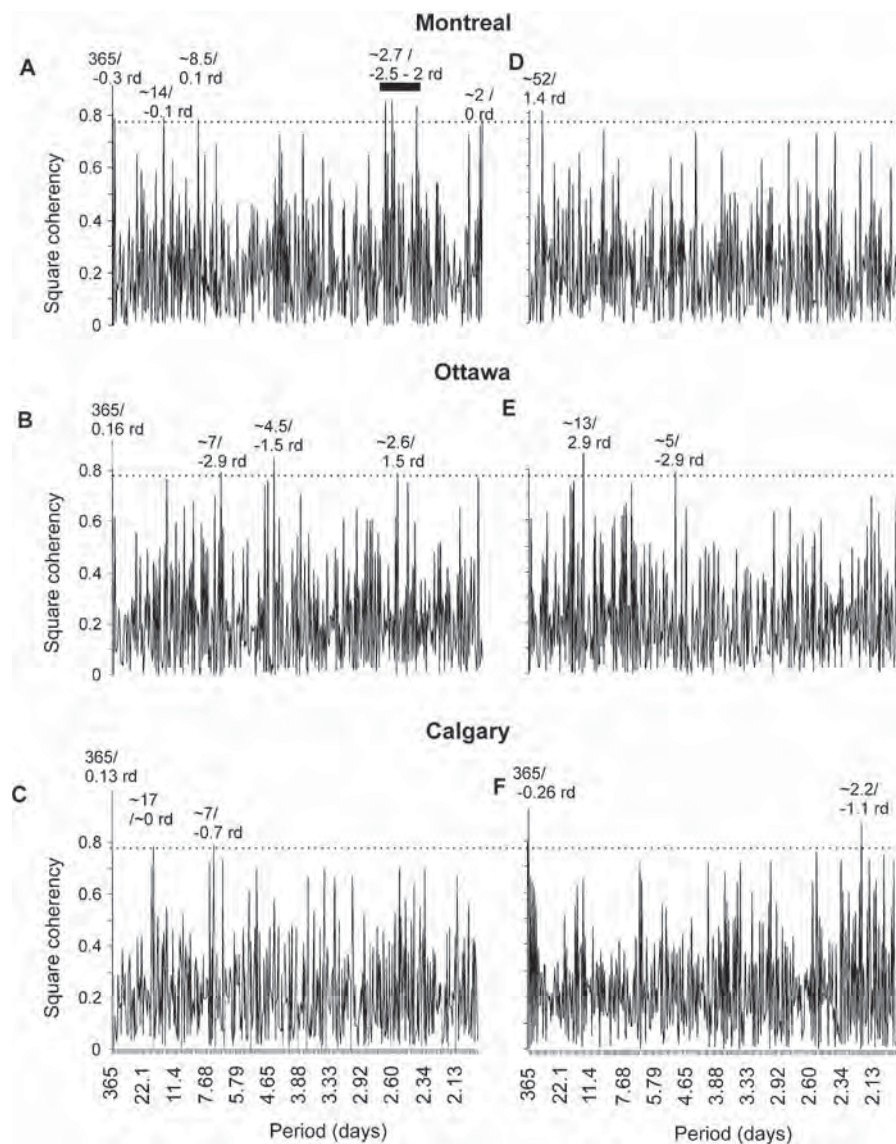 Montreal
A
365/
-0.3 rd
~14/
-0.1 rd
~8.5/
0.1 rd
~2.7 /
-2.5 - 2 rd
~2/
0 rd
D
~52/
1.4 rd
Square coherency
0.8
0.6
0.4
0.2
0
Ottawa
B
365/
0.16 rd
~7/
-2.9 rd
~4.5/
-1.5 rd
~2.6/
1.5 rd
E
~13/
2.9 rd
~5/
-2.9 rd
Square coherency
0.8
0.6
0.4
0.2
0
Calgary
C
365/
0.13 rd
~17
/~0 rd
~7/
-0.7 rd
F
365/
-0.26 rd
~2.2/
-1.1 rd
Square coherency
0.8
0.6
0.4
0.2
0
365 22.1 11.4 7.68 5.79 4.65 3.88 3.33 2.92 2.60 2.34 2.13
365 22.1 11.4 7.68 5.79 4.65 3.88 3.33 2.92 2.60 2.34 2.13
Period (days) Period (days)